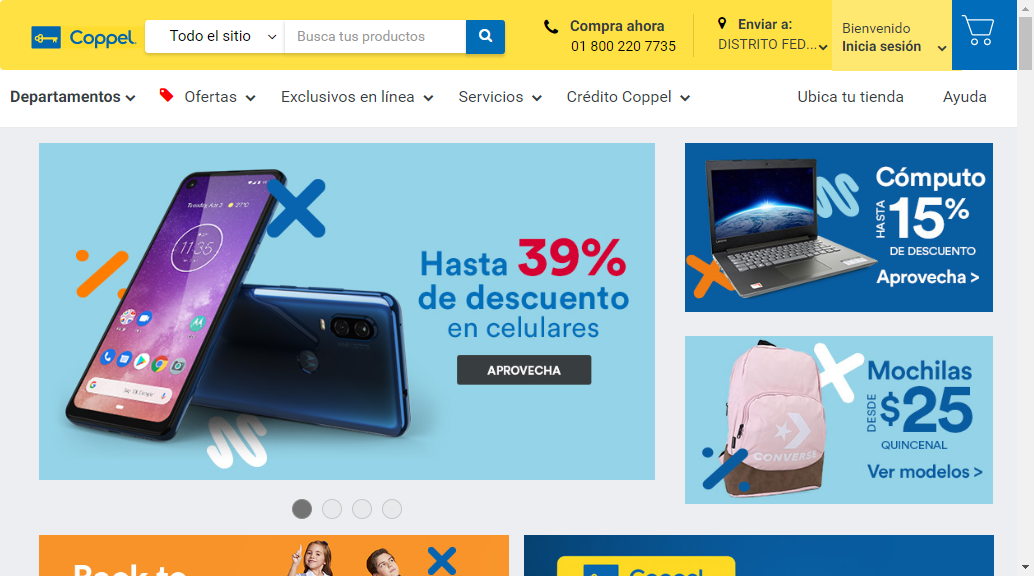 Coppel
Todo el sitio
Busca tus productos
Compra ahora
01 800 220 7735
Enviar a:
DISTRITO FED...
Bienvenido
Inicia sesión
Departamentos
Ofertas
Exclusivos en línea
Servicios
Crédito Coppel
Ubica tu tienda
Ayuda
11:35
Hasta 39%
de descuento
en celulares
APROVECHA
Cómputo
HASTA 15%
DE DESCUENTO
Aprovecha >
Mochilas
DESDE $25
QUINCENAL
Ver modelos >
CONVERSE
Back to
Coppel